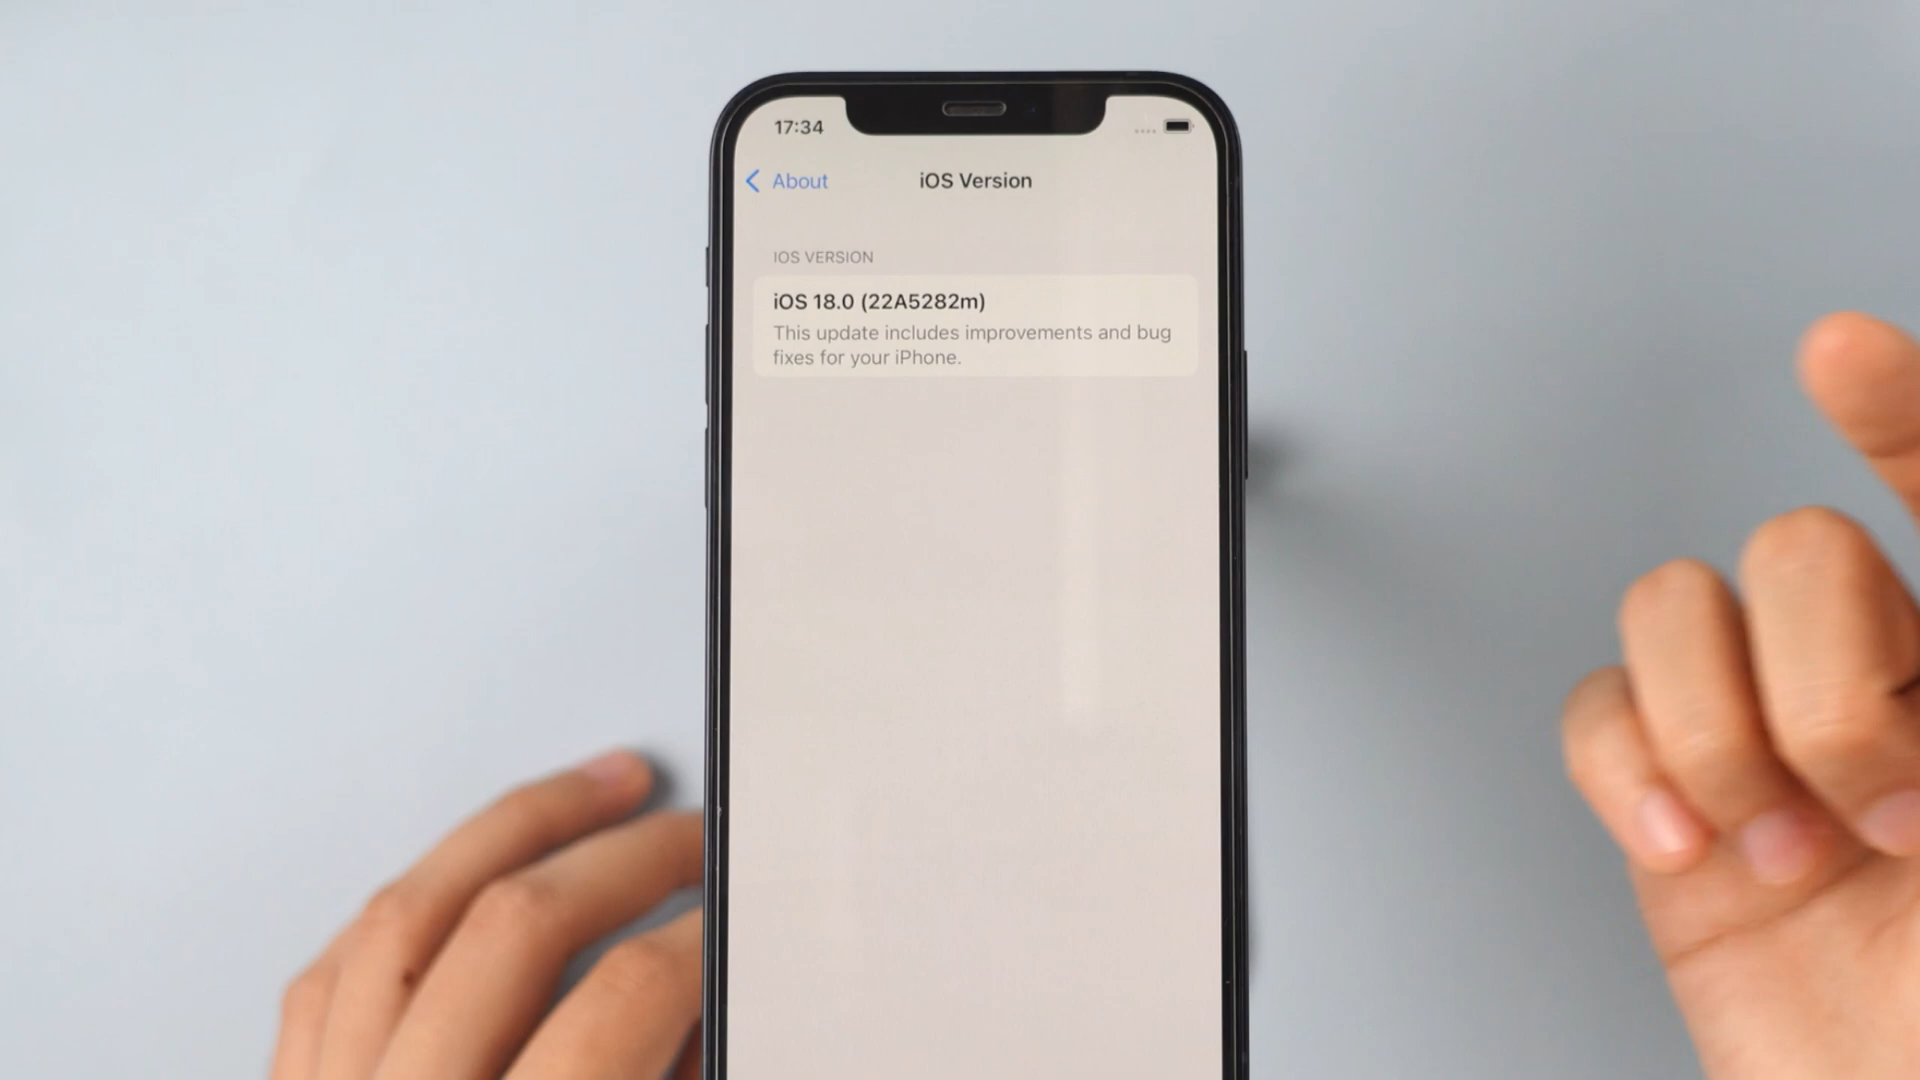 17:34
About
iOS Version
IOS VERSION
iOS 18.0 (22A5282m)
This update includes improvements and bug
fixes for your iPhone.